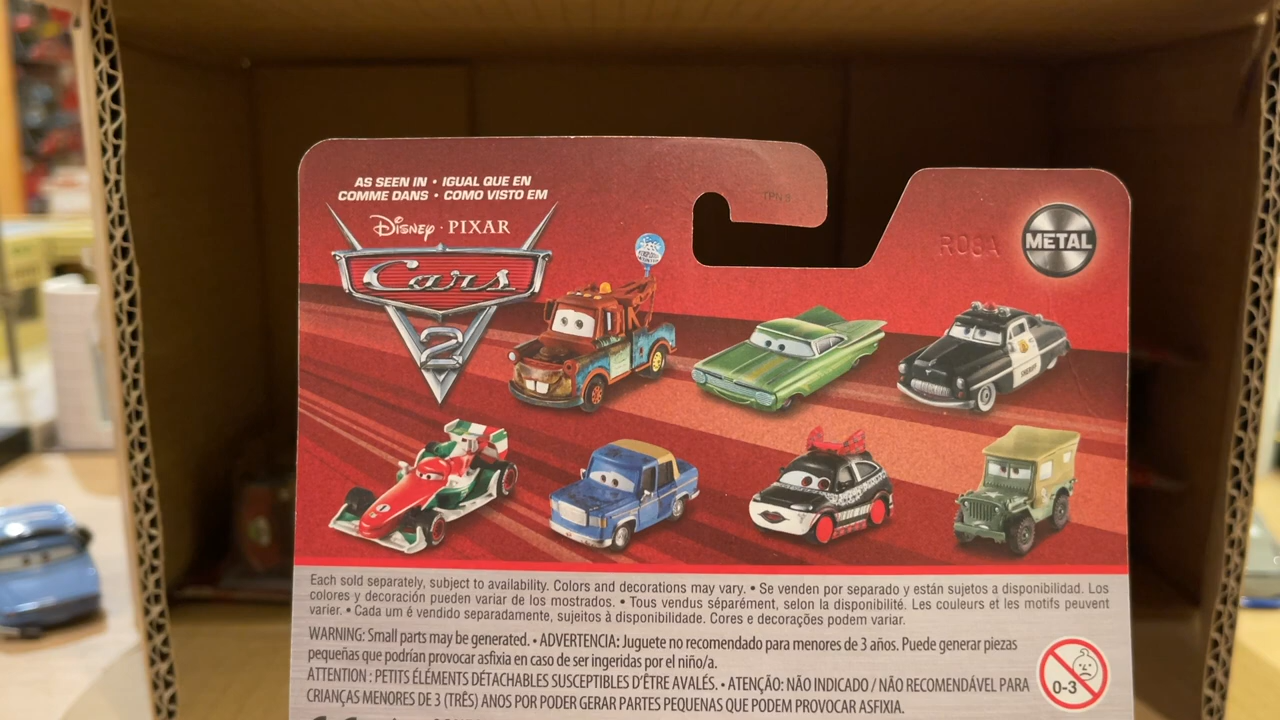 AS SEEN IN • IGUAL QUE EN
COMME DANS • COMO VISTO EM
Disney • PIXAR
Cars
2
METAL
SHERIFF
Each sold separately, subject to availability. Colors and decorations may vary. • Se venden por separado y están sujetos a disponibilidad. Los
colores y decoración pueden variar de los mostrados. • Tous vendus séparément, selon la disponibilité. Les couleurs et les motifs peuvent
varier. • Cada um é vendido separadamente, sujeitos à disponibilidade. Cores e decorações podem variar.
WARNING: Small parts may be generated. • ADVERTENCIA: Juguete no recomendado para menores de 3 años. Puede generar piezas
pequeñas que podrían provocar asfixia en caso de ser ingeridas por el niño/a.
ATTENTION : PETITS ÉLÉMENTS DÉTACHABLES SUSCEPTIBLES D'ÊTRE AVALÉS. • ATENÇÃO: NÃO INDICADO / NÃO RECOMENDÁVEL PARA
CRIANÇAS MENORES DE 3 (TRÊS) ANOS POR PODER GERAR PARTES PEQUENAS QUE PODEM PROVOCAR ASFIXIA.
0-3